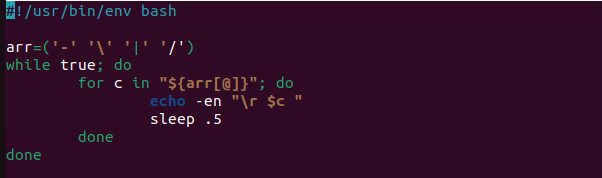 #!/usr/bin/env bash

arr=('-' '\' '|' '/')
while true; do
        for c in "${arr[@]}"; do
                echo -en "\r $c "
                sleep .5
        done
done